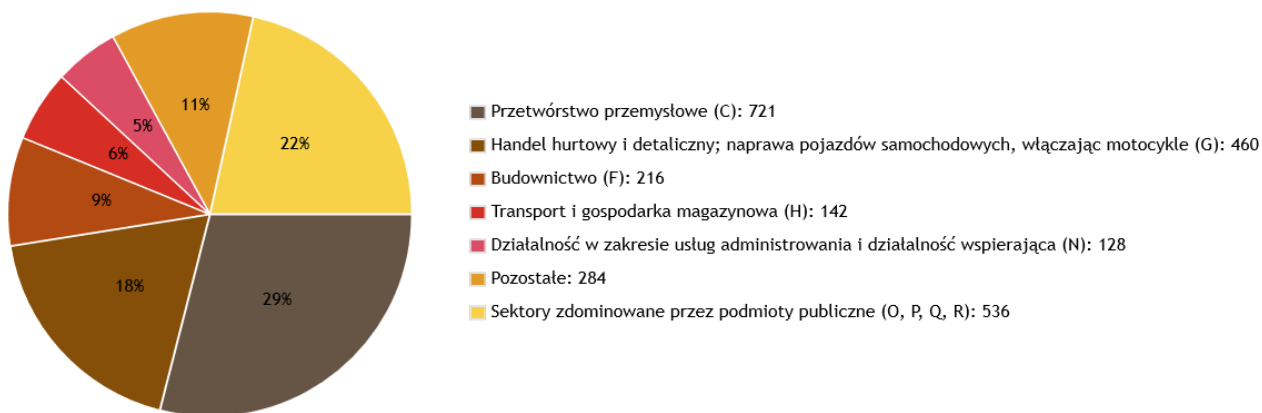 11%
5%
22%
6%
9%
18%
29%
Przetwórstwo przemysłowe (C): 721
Handel hurtowy i detaliczny; naprawa pojazdów samochodowych, włączając motocykle (G): 460
Budownictwo (F): 216
Transport i gospodarka magazynowa (H): 142
Działalność w zakresie usług administrowania i działalność wspierająca (N): 128
Pozostałe: 284
Sektory zdominowane przez podmioty publiczne (O, P, Q, R): 536